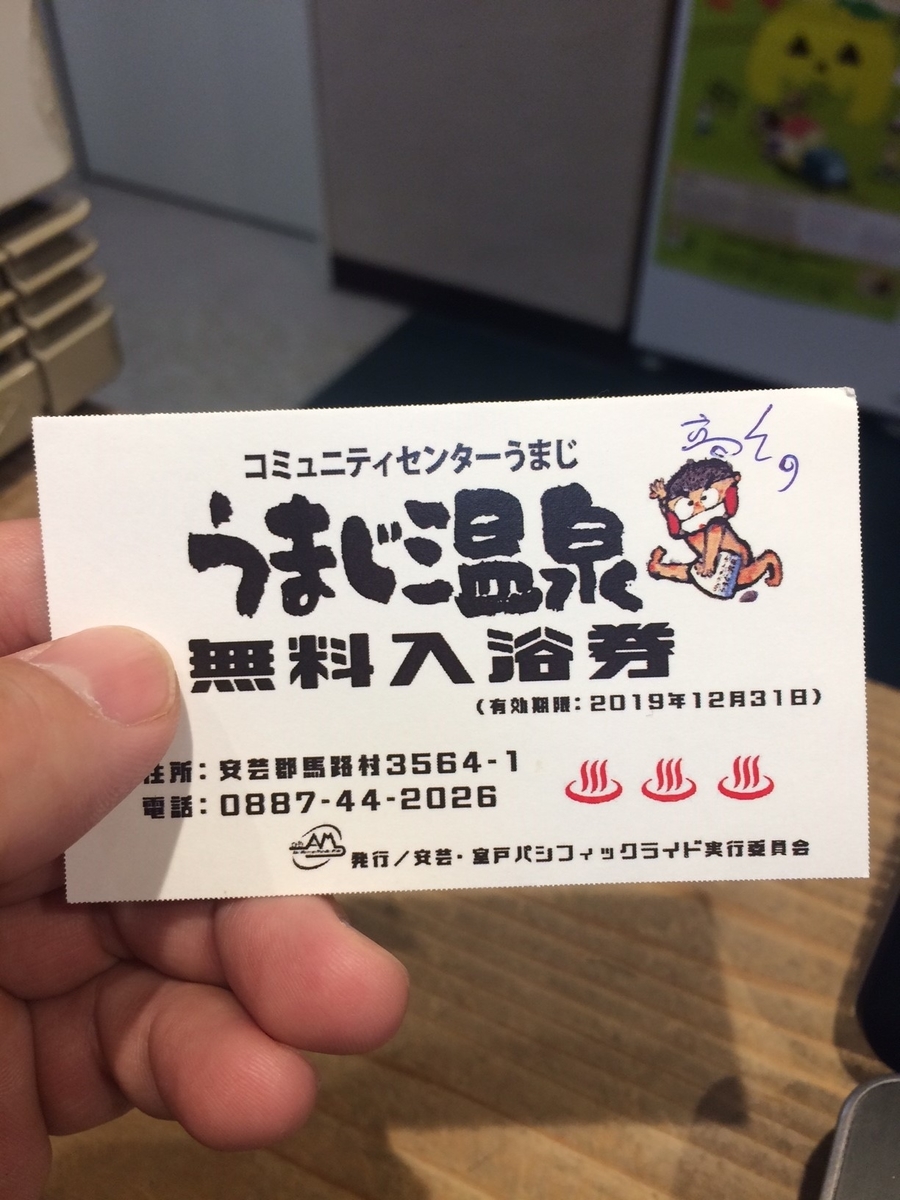 コミュニティセンターうまじ
うまじ温泉
無料入浴券
(有効期限：2019年12月31日)
住所：安芸郡馬路村3564-1
電話：0887-44-2026
AM
発行／安芸・室戸パシフィックライド実行委員会